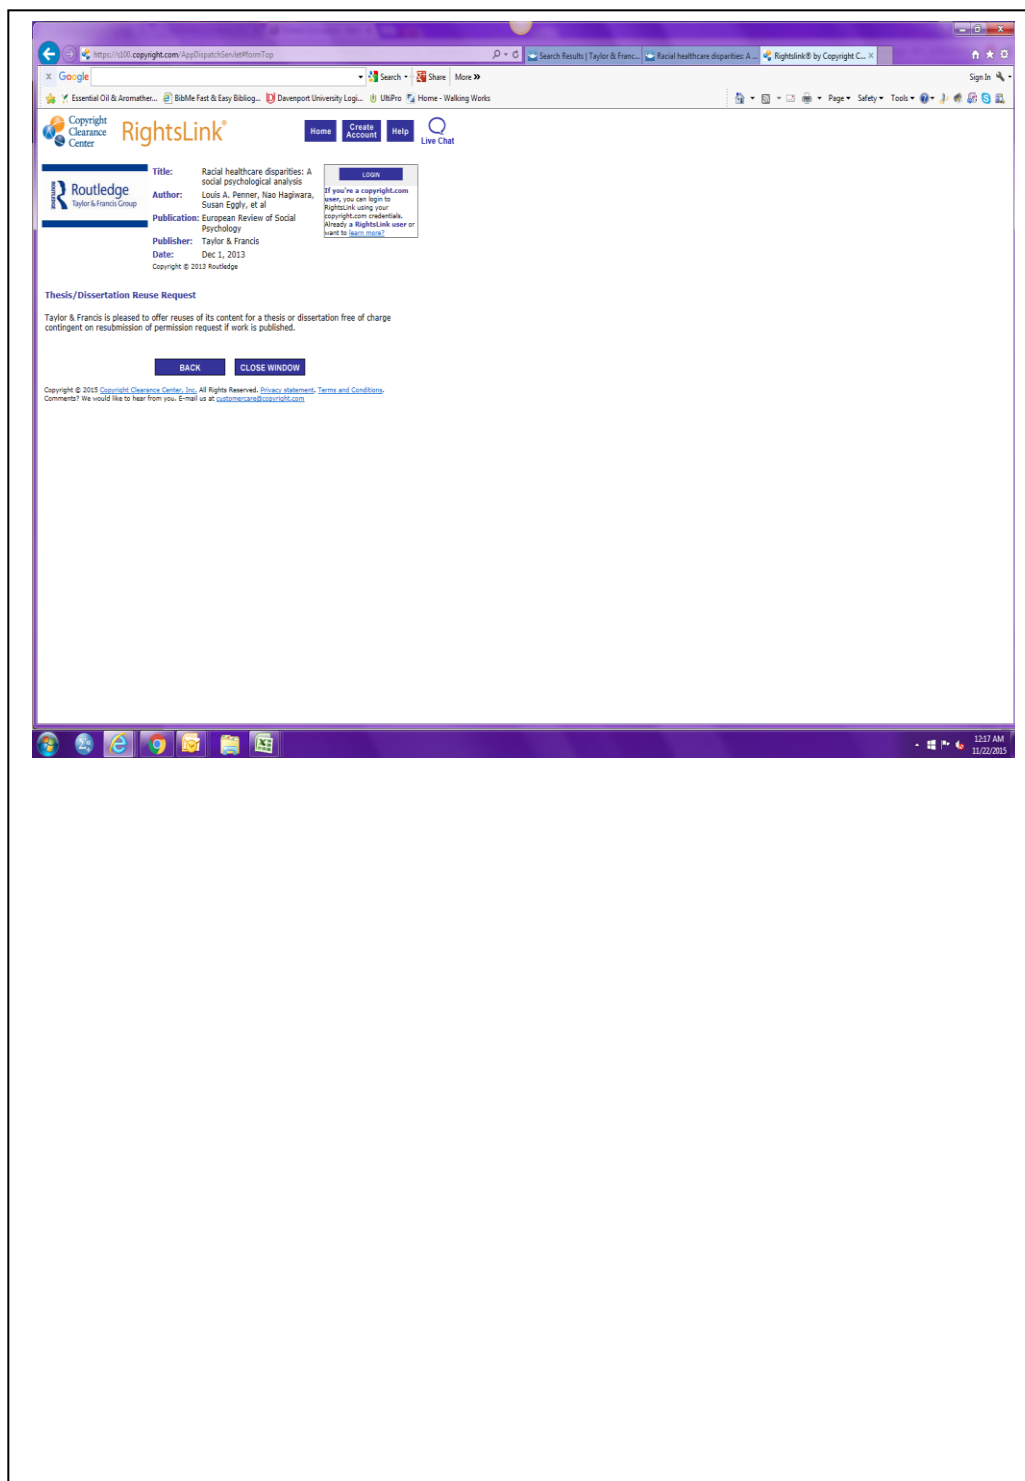 https://s100.copyright.com/AppDispatchServlet#formTop
Search Results | Taylor & Franc...
Racial healthcare disparities: A ...
Rightslink® by Copyright C...
X Google
Search
Share
More »
Sign In
Essential Oil & Aromather...
BibMe Fast & Easy Bibliog...
Davenport University Logi...
UltiPro
Home - Walking Works
Page
Safety
Tools
Copyright
Clearance
Center
RightsLink®
Home
Create
Account
Help
Live Chat
ROUTLEDGE
Routledge
Taylor & Francis Group
Title: Racial healthcare disparities: A
social psychological analysis
Author: Louis A. Penner, Nao Hagiwara,
Susan Eggly, et al
Publication: European Review of Social
Psychology
Publisher: Taylor & Francis
Date: Dec 1, 2013
Copyright © 2013 Routledge
LOGIN
If you're a copyright.com
user, you can login to
RightsLink using your
copyright.com credentials.
Already a RightsLink user or
want to learn more?
Thesis/Dissertation Reuse Request
Taylor & Francis is pleased to offer reuses of its content for a thesis or dissertation free of charge
contingent on resubmission of permission request if work is published.
BACK
CLOSE WINDOW
Copyright © 2015 Copyright Clearance Center, Inc. All Rights Reserved. Privacy statement. Terms and Conditions.
Comments? We would like to hear from you. E-mail us at customercare@copyright.com
12:17 AM
11/22/2015